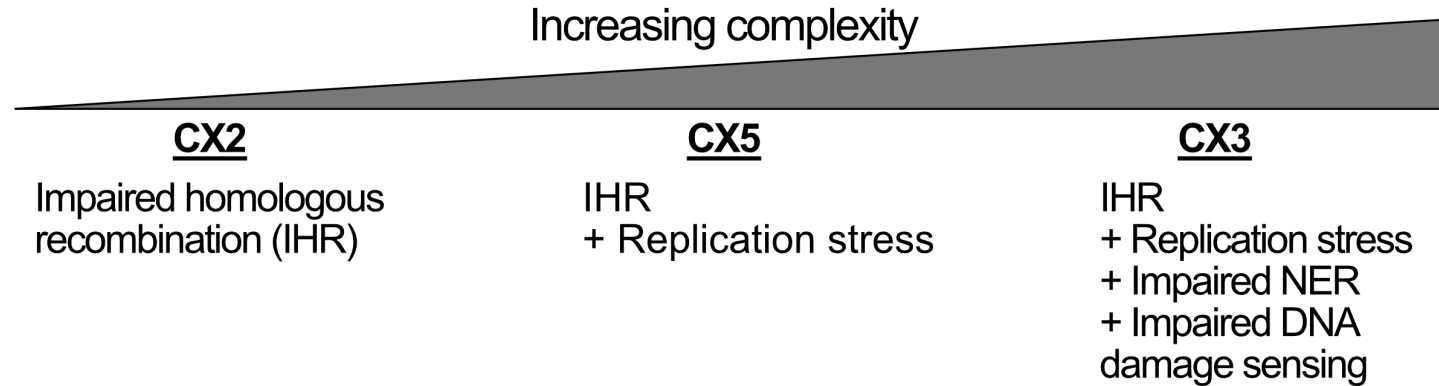 Increasing complexity
CX2
CX5
CX3
Impaired homologous
recombination (IHR)
IHR
+ Replication stress
IHR
+ Replication stress
+ Impaired NER
+ Impaired DNA
damage sensing